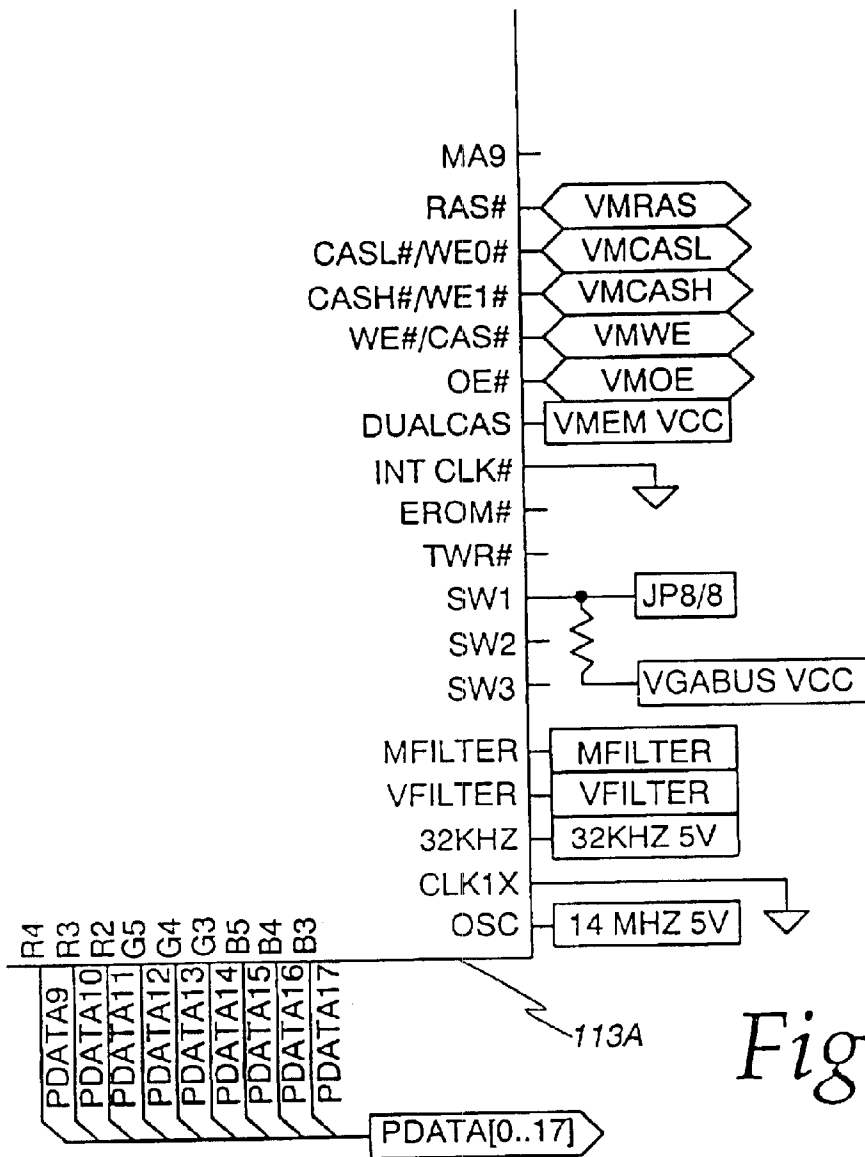 MA9
RAS# VMRAS
CASL#/WE0# VMCASL
CASH#/WE1# VMCASH
WE#/CAS# VMWE
OE# VMOE
DUALCAS VMEM VCC
INT CLK#
EROM#
TWR#
SW1 JP8/8
SW2
SW3 VGABUS VCC
MFILTER MFILTER
VFILTER VFILTER
32KHZ 32KHZ 5V
CLK1X
OSC 14 MHZ 5V
R4 R3 R2 G5 G4 G3 B5 B4 B3
PDATA9 PDATA10 PDATA11 PDATA12 PDATA13 PDATA14 PDATA15 PDATA16 PDATA17
113A
Fig
PDATA[0..17]